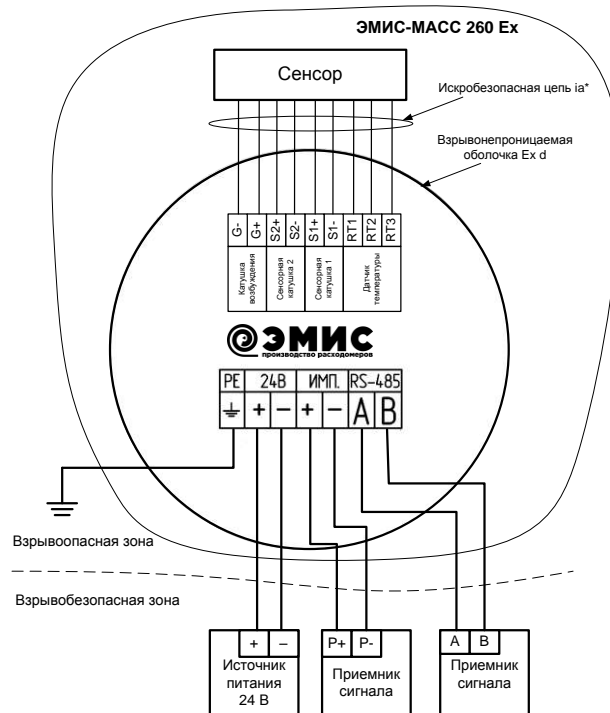 ЭМИС-МАСС 260 Ex
Сенсор
Искробезопасная цепь ia*
Взрывонепроницаемая
оболочка Ex d
G- G+ S2+ S2- S1+ S1- RT1 RT2 RT3
Катушка
возбуждения
Сенсорная
катушка 2
Сенсорная
катушка 1
Датчик
температуры
ЭМИС
производство расходомеров
PE 24В ИМП. RS-485
+ − + − A B
Взрывоопасная зона
Взрывобезопасная зона
+ −
Источник
питания
24 В
P+ P-
Приемник
сигнала
A B
Приемник
сигнала